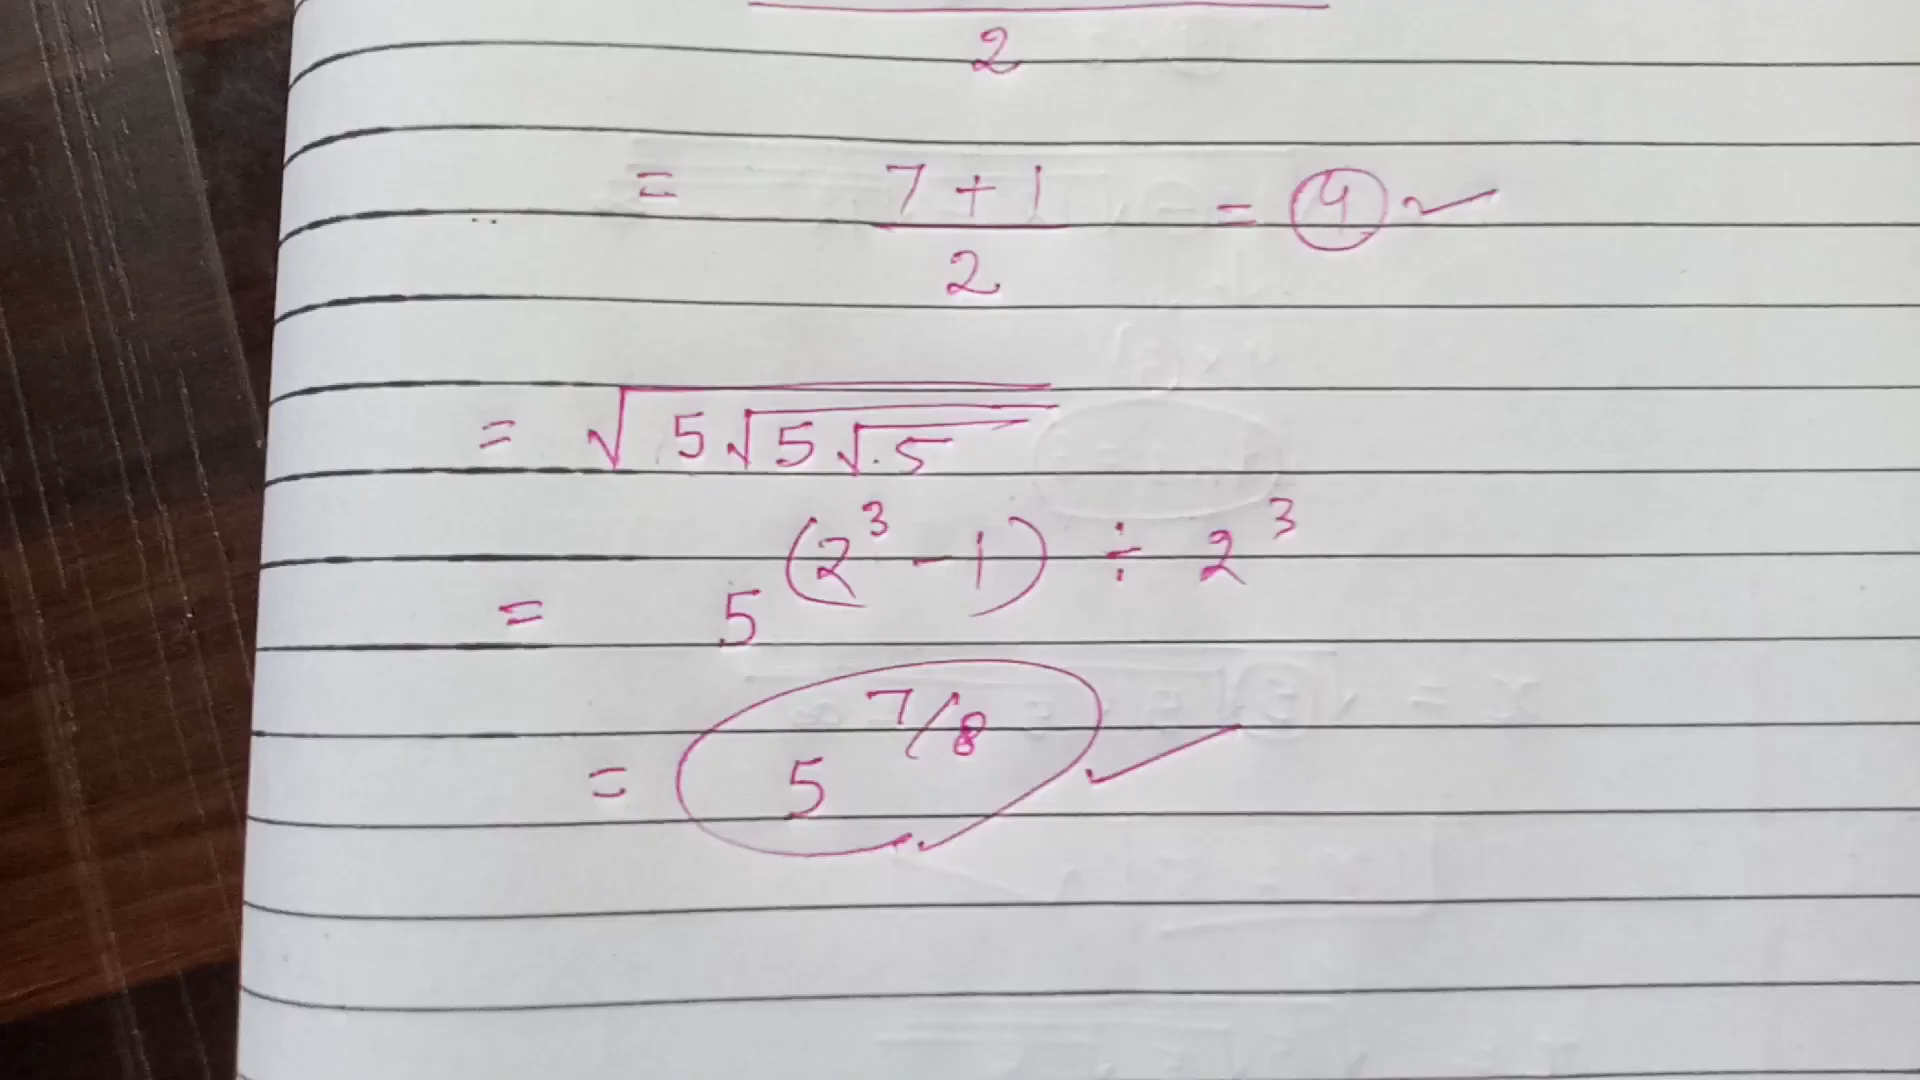 2
= (7 + 1)/2 = 4 ✓
= √(5√(5√5))
= 5^((2^3 - 1) ÷ 2^3)
= 5^(7/8) ✓